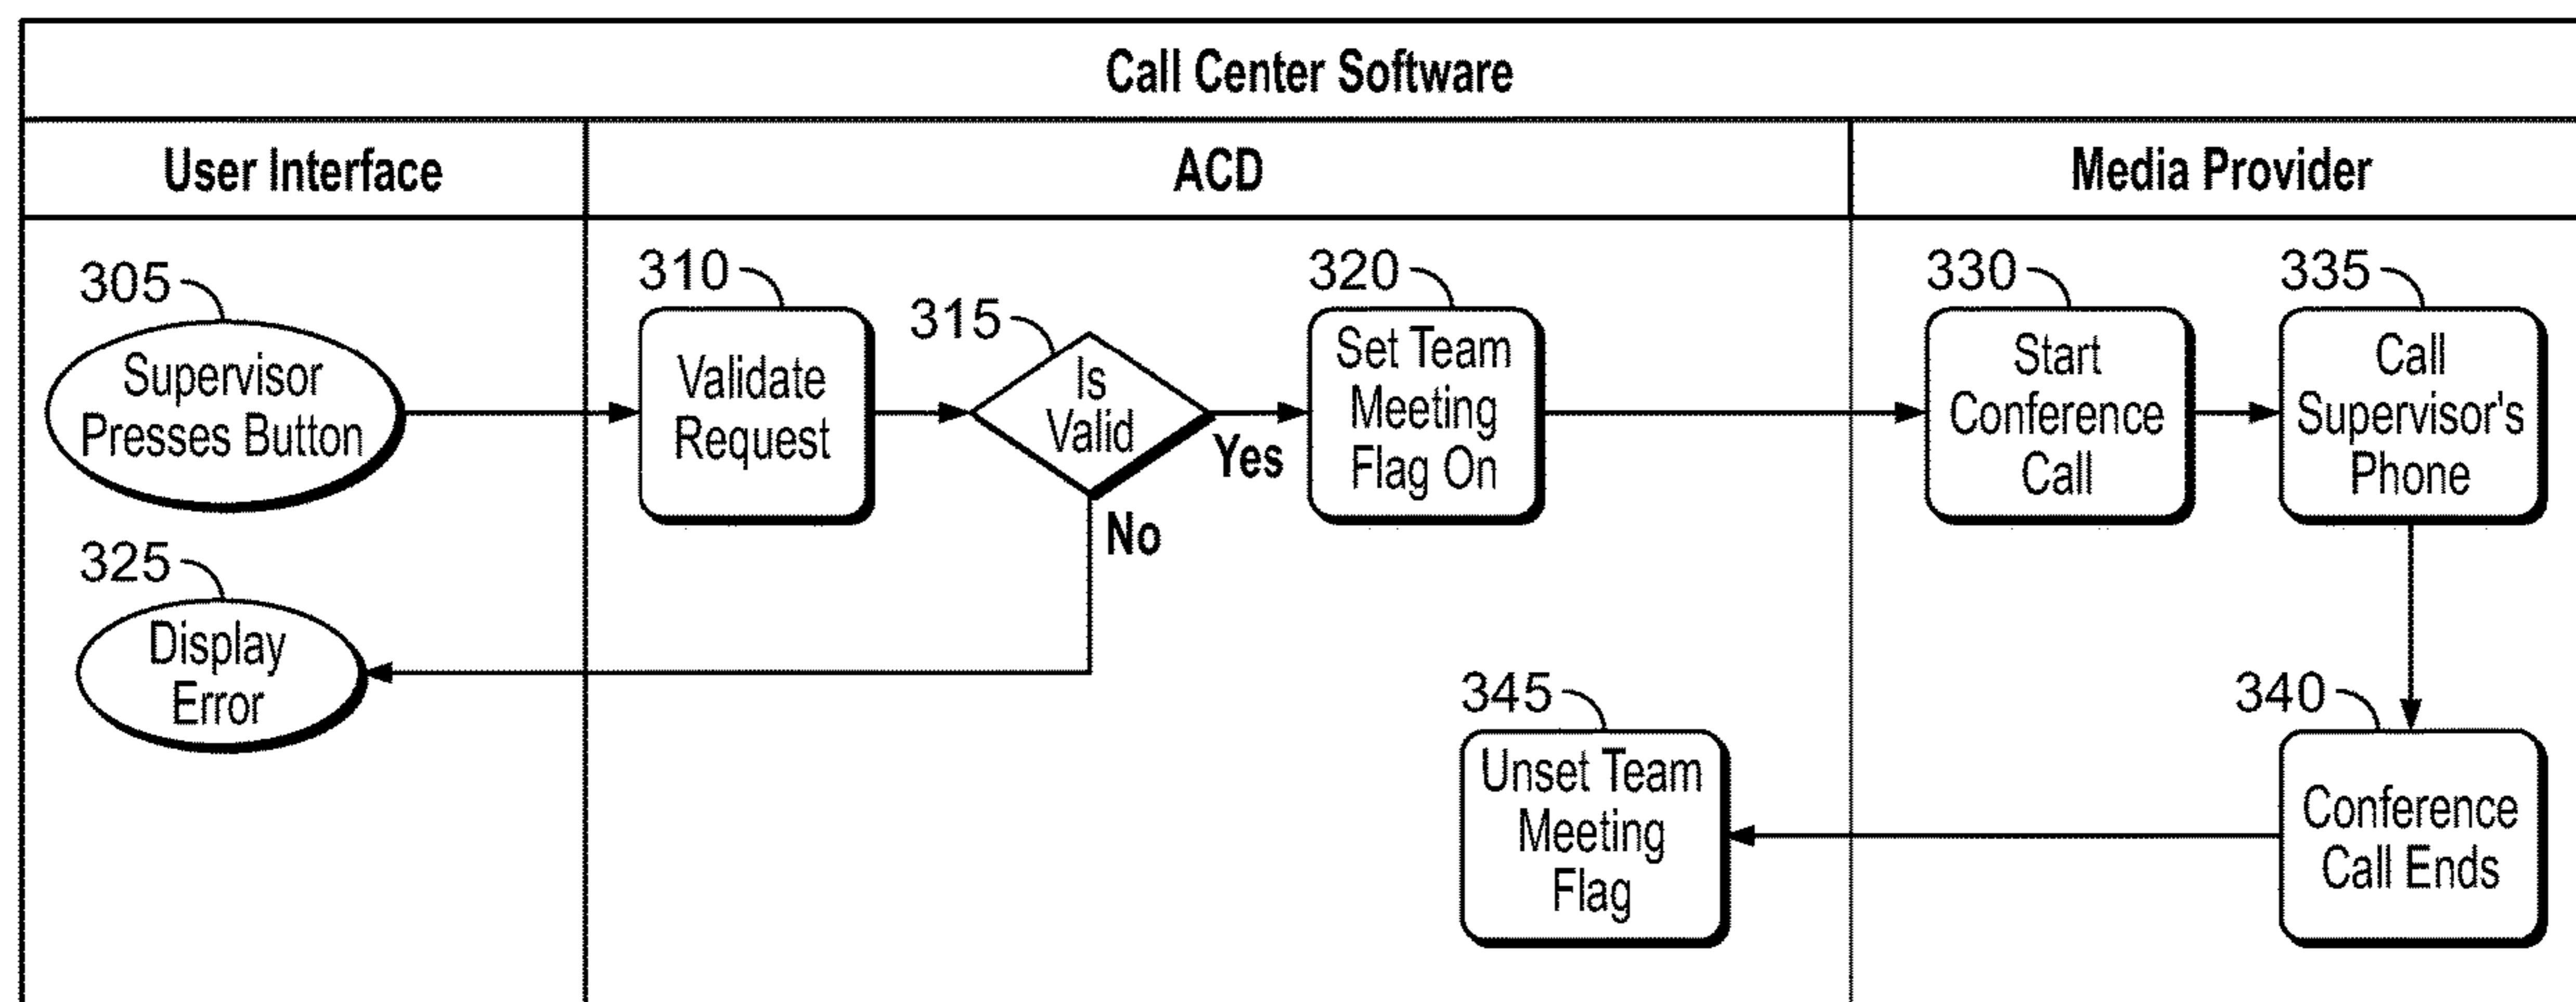 Call Center Software
User Interface
ACD
Media Provider
305
Supervisor
Presses Button
310
Validate
Request
315
Is
Valid
Yes
No
320
Set Team
Meeting
Flag On
330
Start
Conference
Call
335
Call
Supervisor's
Phone
325
Display
Error
345
Unset Team
Meeting
Flag
340
Conference
Call Ends